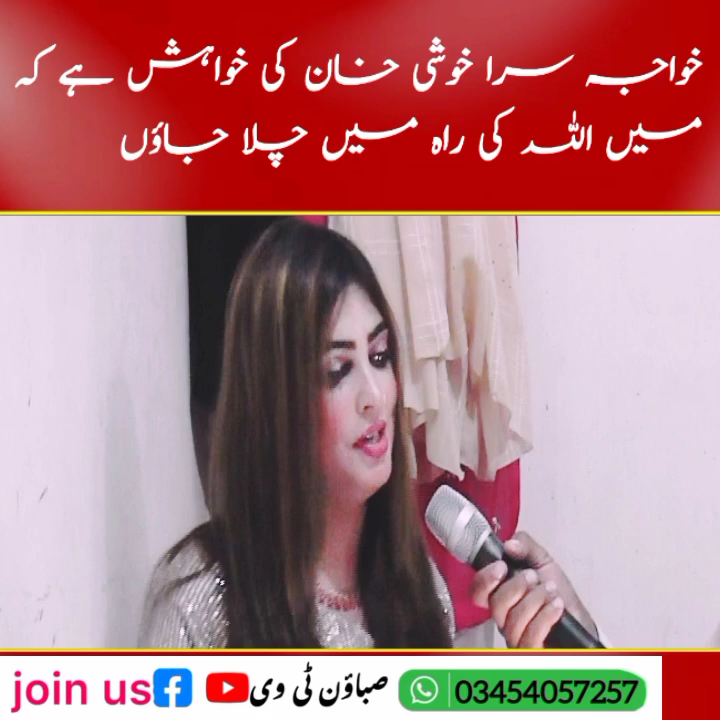 خواجہ سرا خوشی خان کی خواہش ہے کہ
میں اللہ کی راہ میں چلا جاؤں
join us صباؤن ٹی وی 03454057257